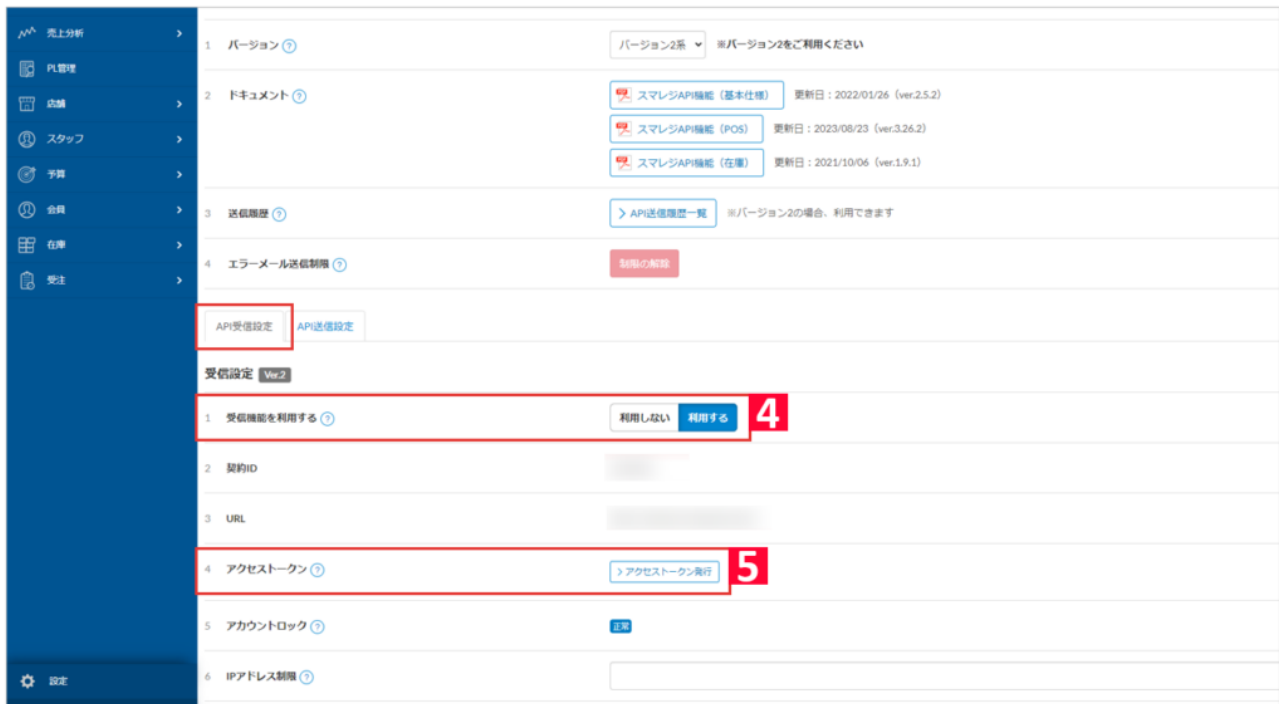 売上分析
PL管理
店舗
スタッフ
予算
会員
在庫
受注
設定
1 バージョン ? バージョン2系 ※バージョン2をご利用ください
2 ドキュメント ? スマレジAPI機能（基本仕様） 更新日：2022/01/26（ver.2.5.2）
スマレジAPI機能（POS） 更新日：2023/08/23（ver.3.26.2）
スマレジAPI機能（在庫） 更新日：2021/10/06（ver.1.9.1）
3 送信履歴 ? API送信履歴一覧 ※バージョン2の場合、利用できます
4 エラーメール送信制限 ? 制限の解除
API受信設定 API送信設定
受信設定 Ver.2
1 受信機能を利用する ? 利用しない 利用する 4
2 契約ID
3 URL
4 アクセストークン ? アクセストークン発行 5
5 アカウントロック ? 正常
6 IPアドレス制限 ?